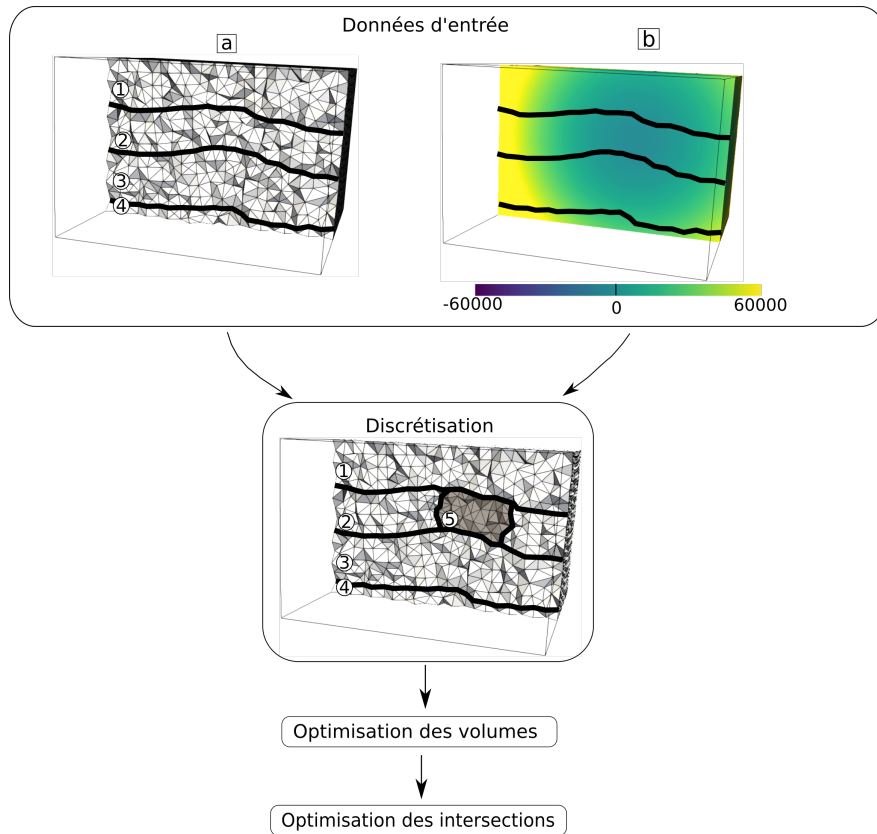 Données d'entrée
a
b
1
2
3
4
-60000
0
60000
Discrétisation
1
2
5
3
4
Optimisation des volumes
Optimisation des intersections